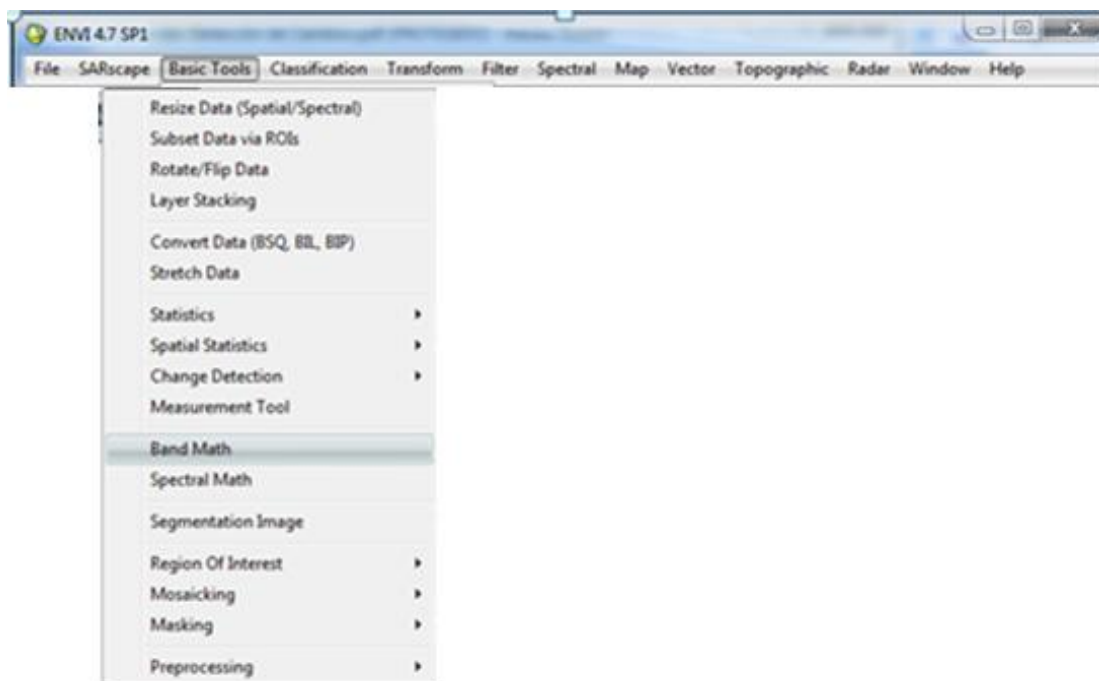 ENVI 4.7 SP1
File SARscape Basic Tools Classification Transform Filter Spectral Map Vector Topographic Radar Window Help
Resize Data (Spatial/Spectral)
Subset Data via ROIs
Rotate/Flip Data
Layer Stacking
Convert Data (BSQ, BIL, BIP)
Stretch Data
Statistics
Spatial Statistics
Change Detection
Measurement Tool
Band Math
Spectral Math
Segmentation Image
Region Of Interest
Mosaicking
Masking
Preprocessing